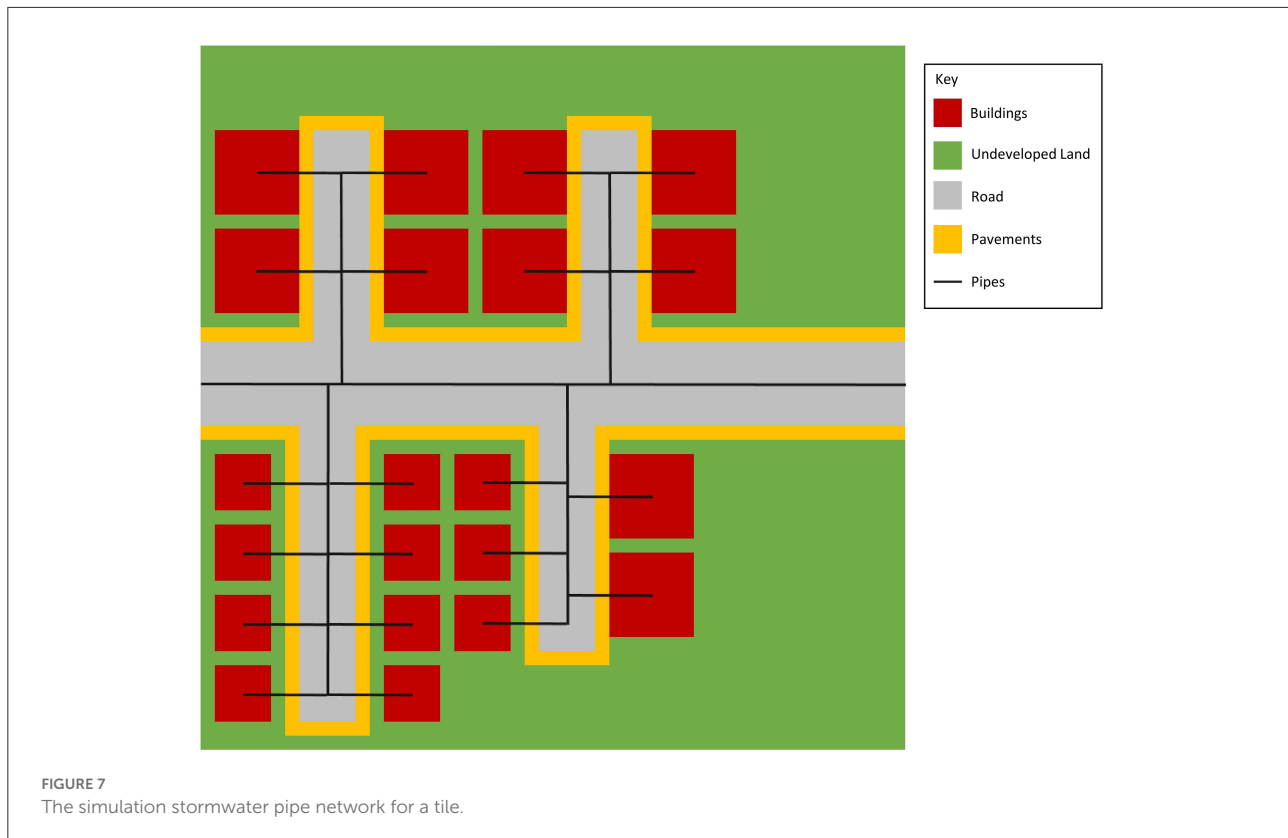 Key
Buildings
Undeveloped Land
Road
Pavements
Pipes
FIGURE 7
The simulation stormwater pipe network for a tile.